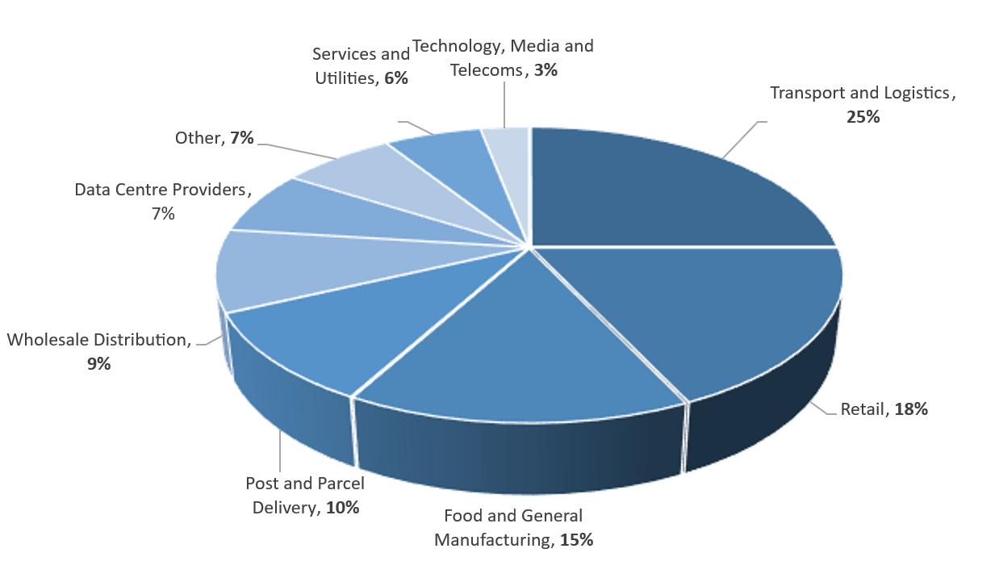 Technology, Media and
Telecoms, 3%
Services and
Utilities, 6%
Transport and Logistics,
25%
Other, 7%
Data Centre Providers,
7%
Wholesale Distribution,
9%
Retail, 18%
Post and Parcel
Delivery, 10%
Food and General
Manufacturing, 15%